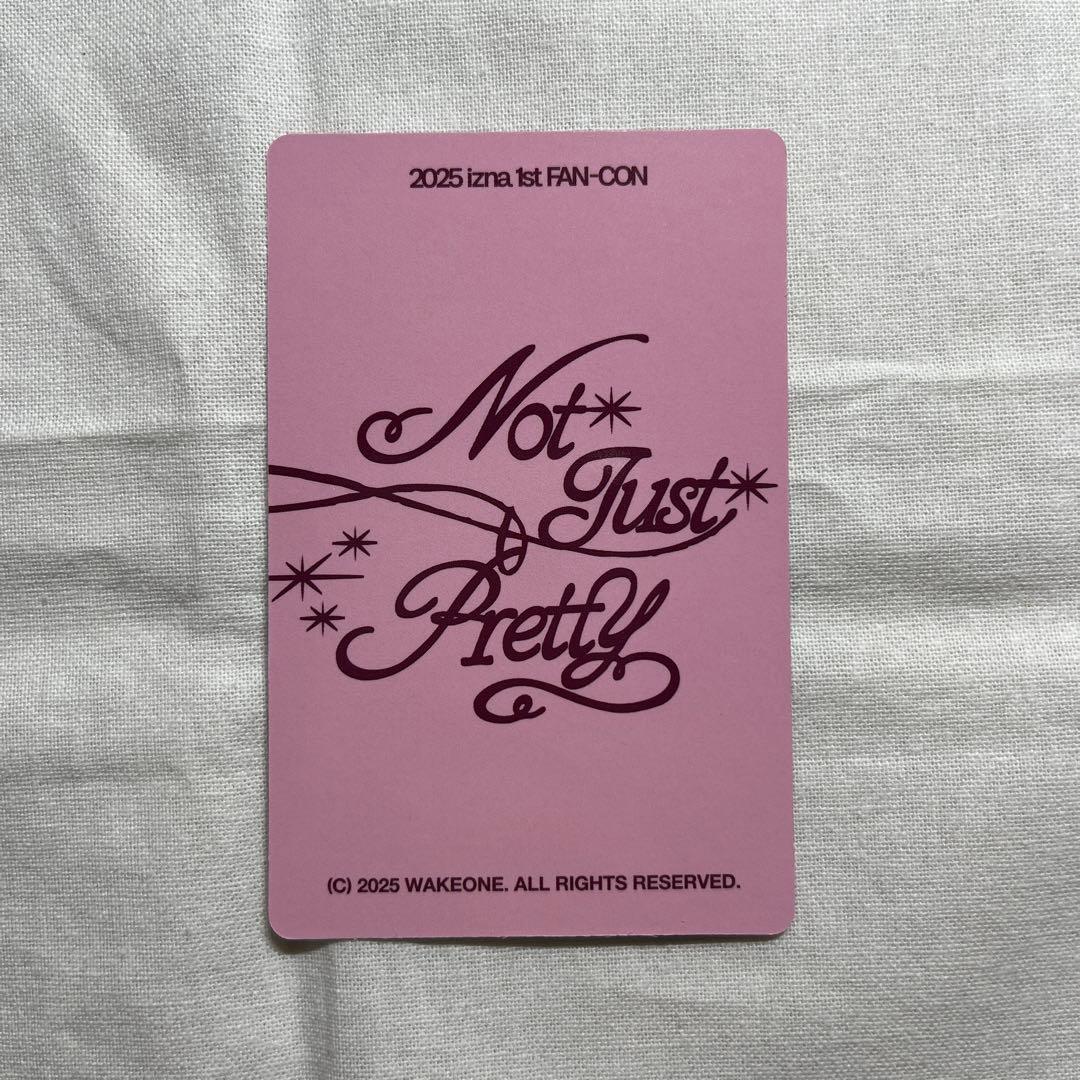 2025 izna 1st FAN-CON
Not
Just
Pretty
(C) 2025 WAKEONE. ALL RIGHTS RESERVED.